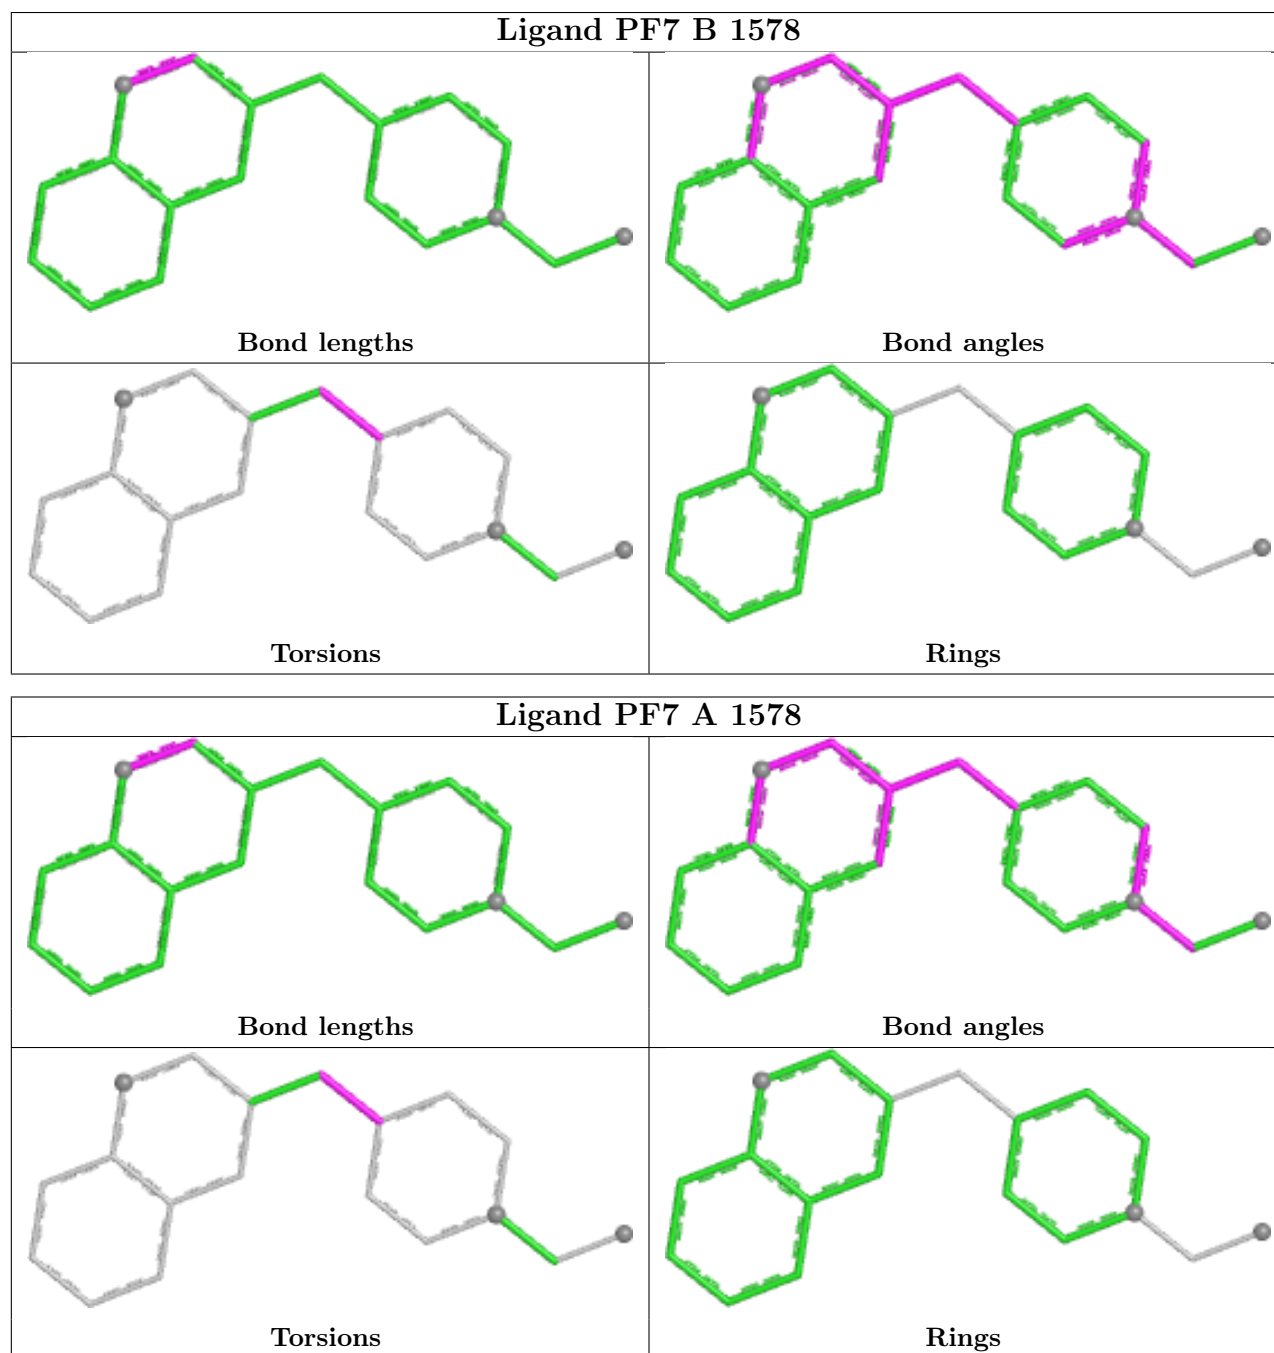 Ligand PF7 B 1578
Bond lengths
Bond angles
Torsions
Rings
Ligand PF7 A 1578
Bond lengths
Bond angles
Torsions
Rings